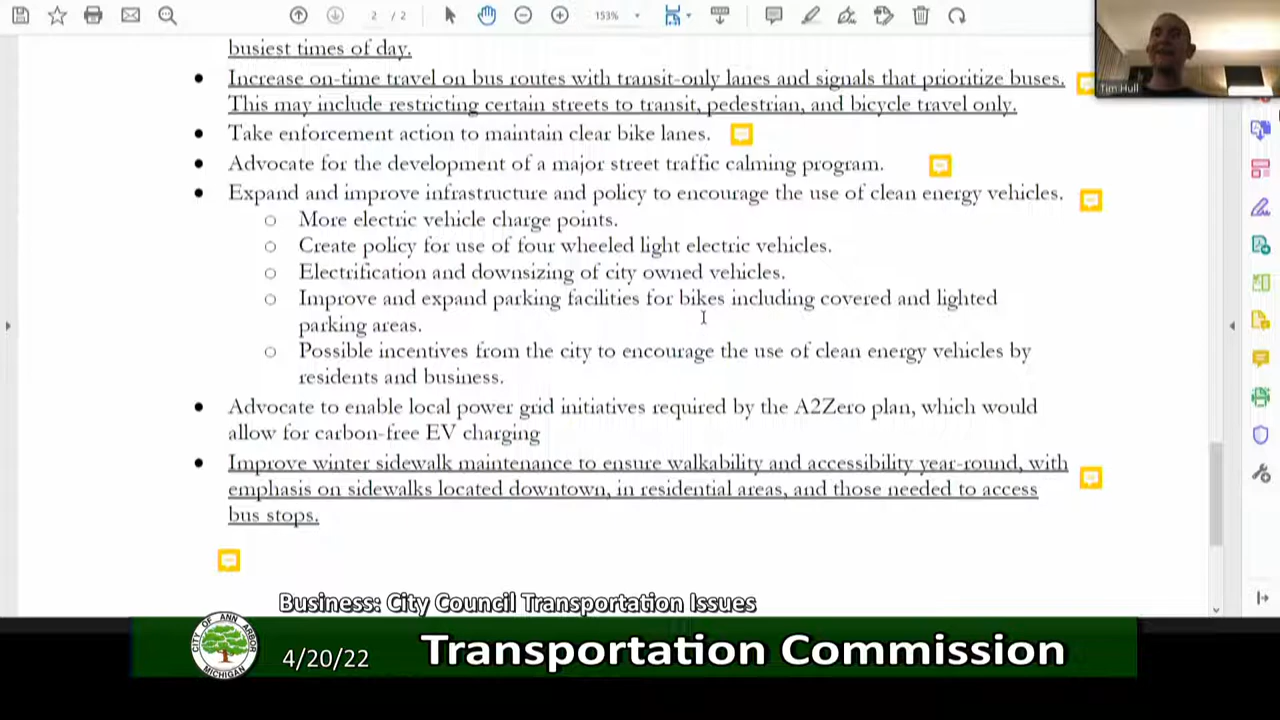 2 / 2
153%
Tim Hull
busiest times of day.
Increase on-time travel on bus routes with transit-only lanes and signals that prioritize buses.
This may include restricting certain streets to transit, pedestrian, and bicycle travel only.
Take enforcement action to maintain clear bike lanes.
Advocate for the development of a major street traffic calming program.
Expand and improve infrastructure and policy to encourage the use of clean energy vehicles.
More electric vehicle charge points.
Create policy for use of four wheeled light electric vehicles.
Electrification and downsizing of city owned vehicles.
Improve and expand parking facilities for bikes including covered and lighted
parking areas.
Possible incentives from the city to encourage the use of clean energy vehicles by
residents and business.
Advocate to enable local power grid initiatives required by the A2Zero plan, which would
allow for carbon-free EV charging
Improve winter sidewalk maintenance to ensure walkability and accessibility year-round, with
emphasis on sidewalks located downtown, in residential areas, and those needed to access
bus stops.
Business: City Council Transportation Issues
CITY OF ANN ARBOR
MICHIGAN
4/20/22
Transportation Commission